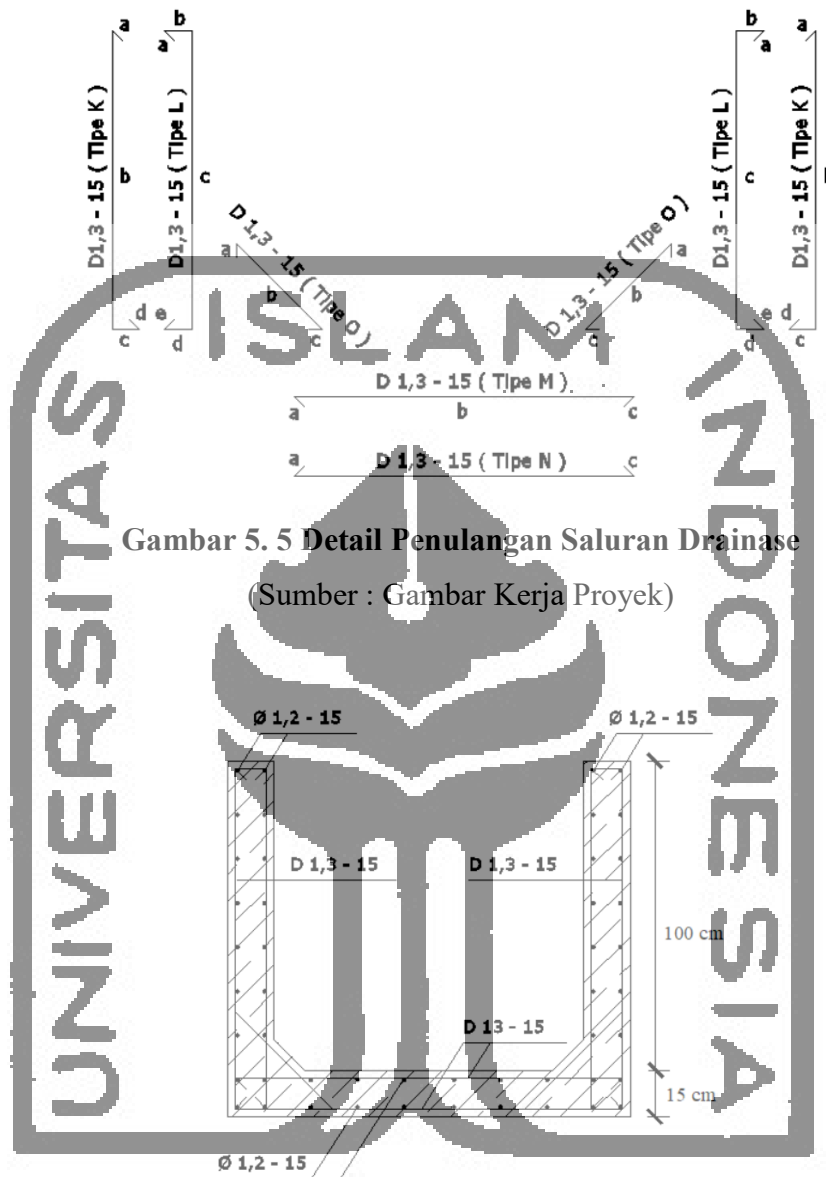 a b b a
a a
D1,3 - 15 ( Tipe K ) b
D1,3 - 15 ( Tipe L ) c
D1,3 - 15 ( Tipe L ) c
D1,3 - 15 ( Tipe K )
D 1,3 - 15 ( Tipe O )
a b c
D 1,3 - 15 ( Tipe O )
a b c
d e e d
c d d c
ISLAM
UNIVERSITAS
INDONESIA
D 1,3 - 15 ( Tipe M )
a b c
a D 1,3 - 15 ( Tipe N ) c
Gambar 5. 5 Detail Penulangan Saluran Drainase
(Sumber : Gambar Kerja Proyek)
Ø 1,2 - 15 Ø 1,2 - 15
D 1,3 - 15 D 1,3 - 15
100 cm
D 13 - 15
15 cm
Ø 1,2 - 15